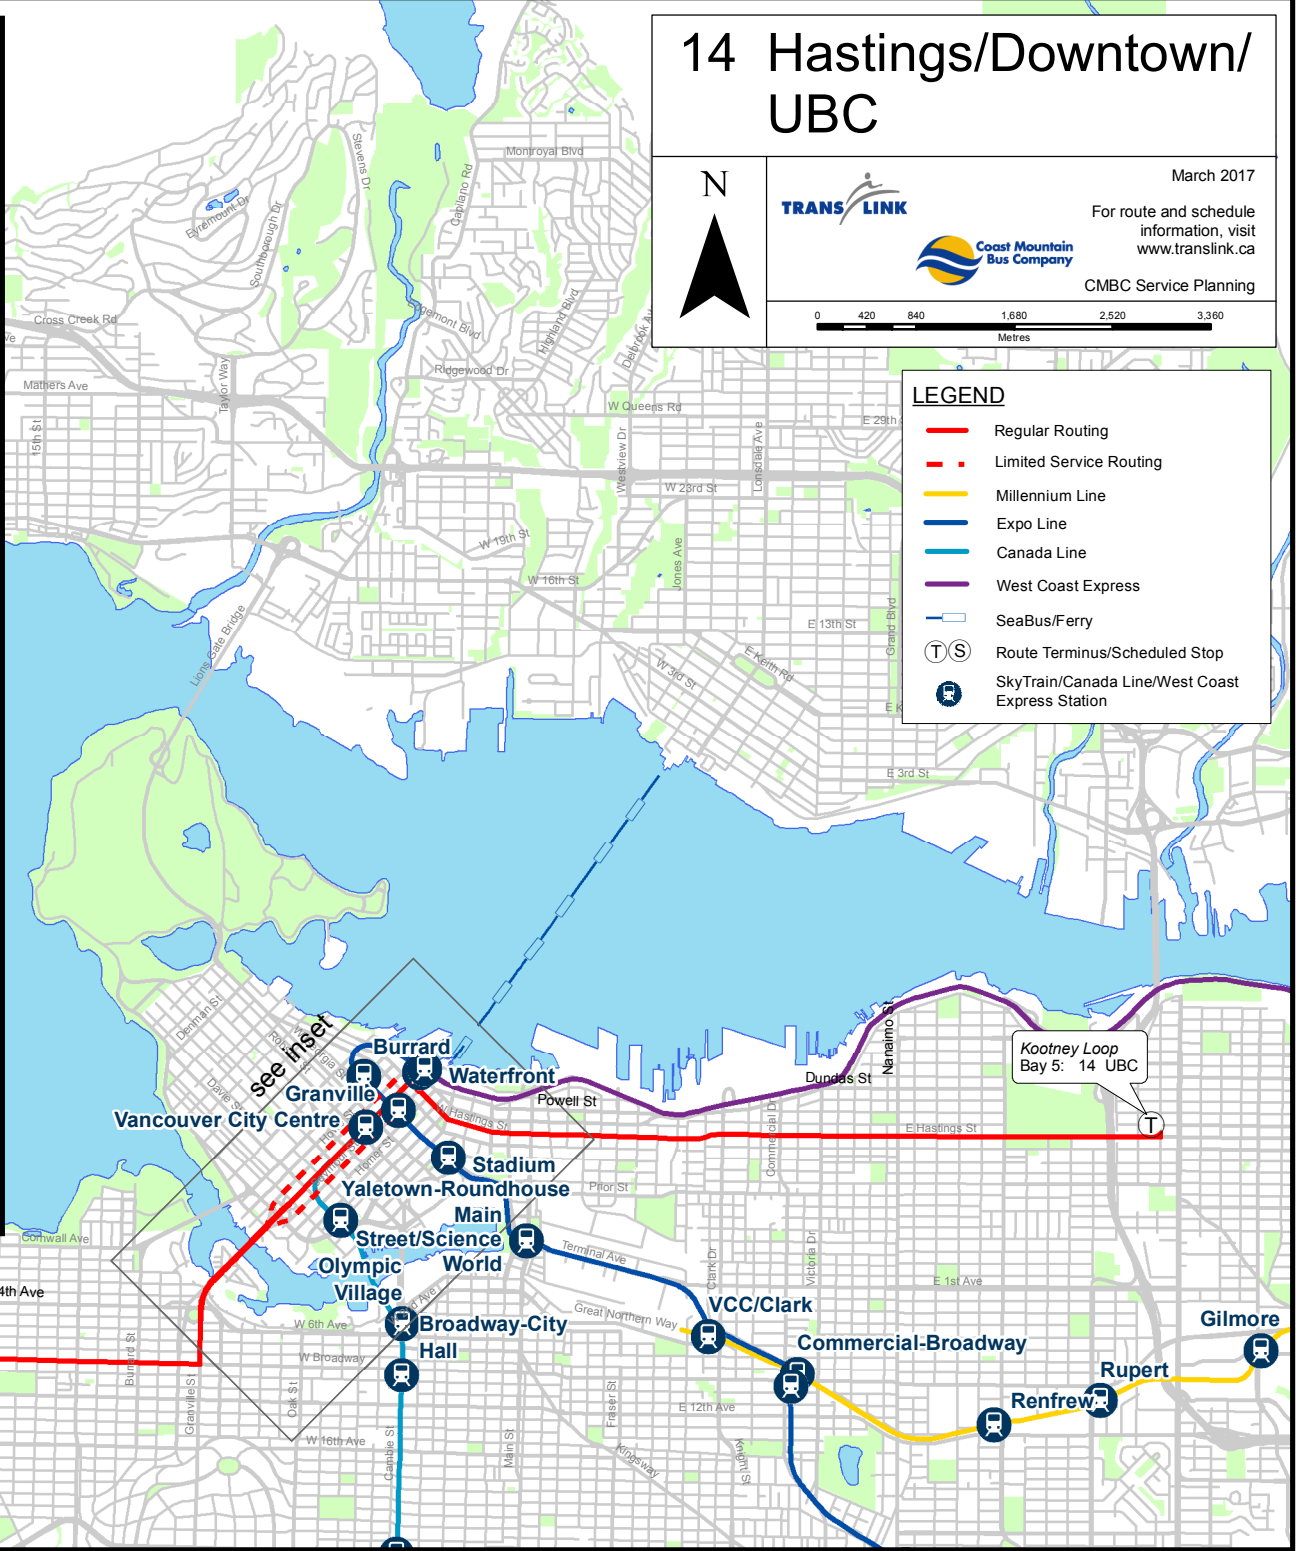 14 Hastings/Downtown/
UBC
N
TRANS LINK
Coast Mountain
Bus Company
March 2017
For route and schedule
information, visit
www.translink.ca
CMBC Service Planning
0 420 840 1,680 2,520 3,360
Metres
LEGEND
Regular Routing
Limited Service Routing
Millennium Line
Expo Line
Canada Line
West Coast Express
SeaBus/Ferry
T S Route Terminus/Scheduled Stop
SkyTrain/Canada Line/West Coast
Express Station
Montroyal Blvd
Stevens Dr
Capilano Rd
Eyremount Dr
Southborough Dr
Edgemont Blvd
Highland Blvd
Delbrook Av
Cross Creek Rd
Ridgewood Dr
Mathers Ave
Taylor Way
15th St
W Queens Rd
E 29th
Westview Dr
Lonsdale Ave
W 23rd St
W 19th St
Jones Ave
W 16th St
E 13th St
Grand Blvd
Lions Gate Bridge
W 3rd St
E Keith Rd
E K
E 3rd St
see inset
Denman St
Davie St
Burrard
Waterfront
Granville
Vancouver City Centre
W Hastings St
Powell St
Dundas St
Nanaimo St
Kootney Loop
Bay 5: 14 UBC
T
E Hastings St
Commercial Dr
Homer St
Stadium
Yaletown-Roundhouse
Prior St
Main
Street/Science
World
Olympic
Village
Terminal Ave
Clark Dr
Victoria Dr
E 1st Ave
Cornwall Ave
4th Ave
Great Northern Way
VCC/Clark
Commercial-Broadway
Gilmore
Rupert
Renfrew
W 6th Ave
Broadway-City
Hall
W Broadway
Burrard St
Granville St
Oak St
W 16th Ave
Cambie St
Main St
Fraser St
E 12th Ave
Kingsway
Knight St